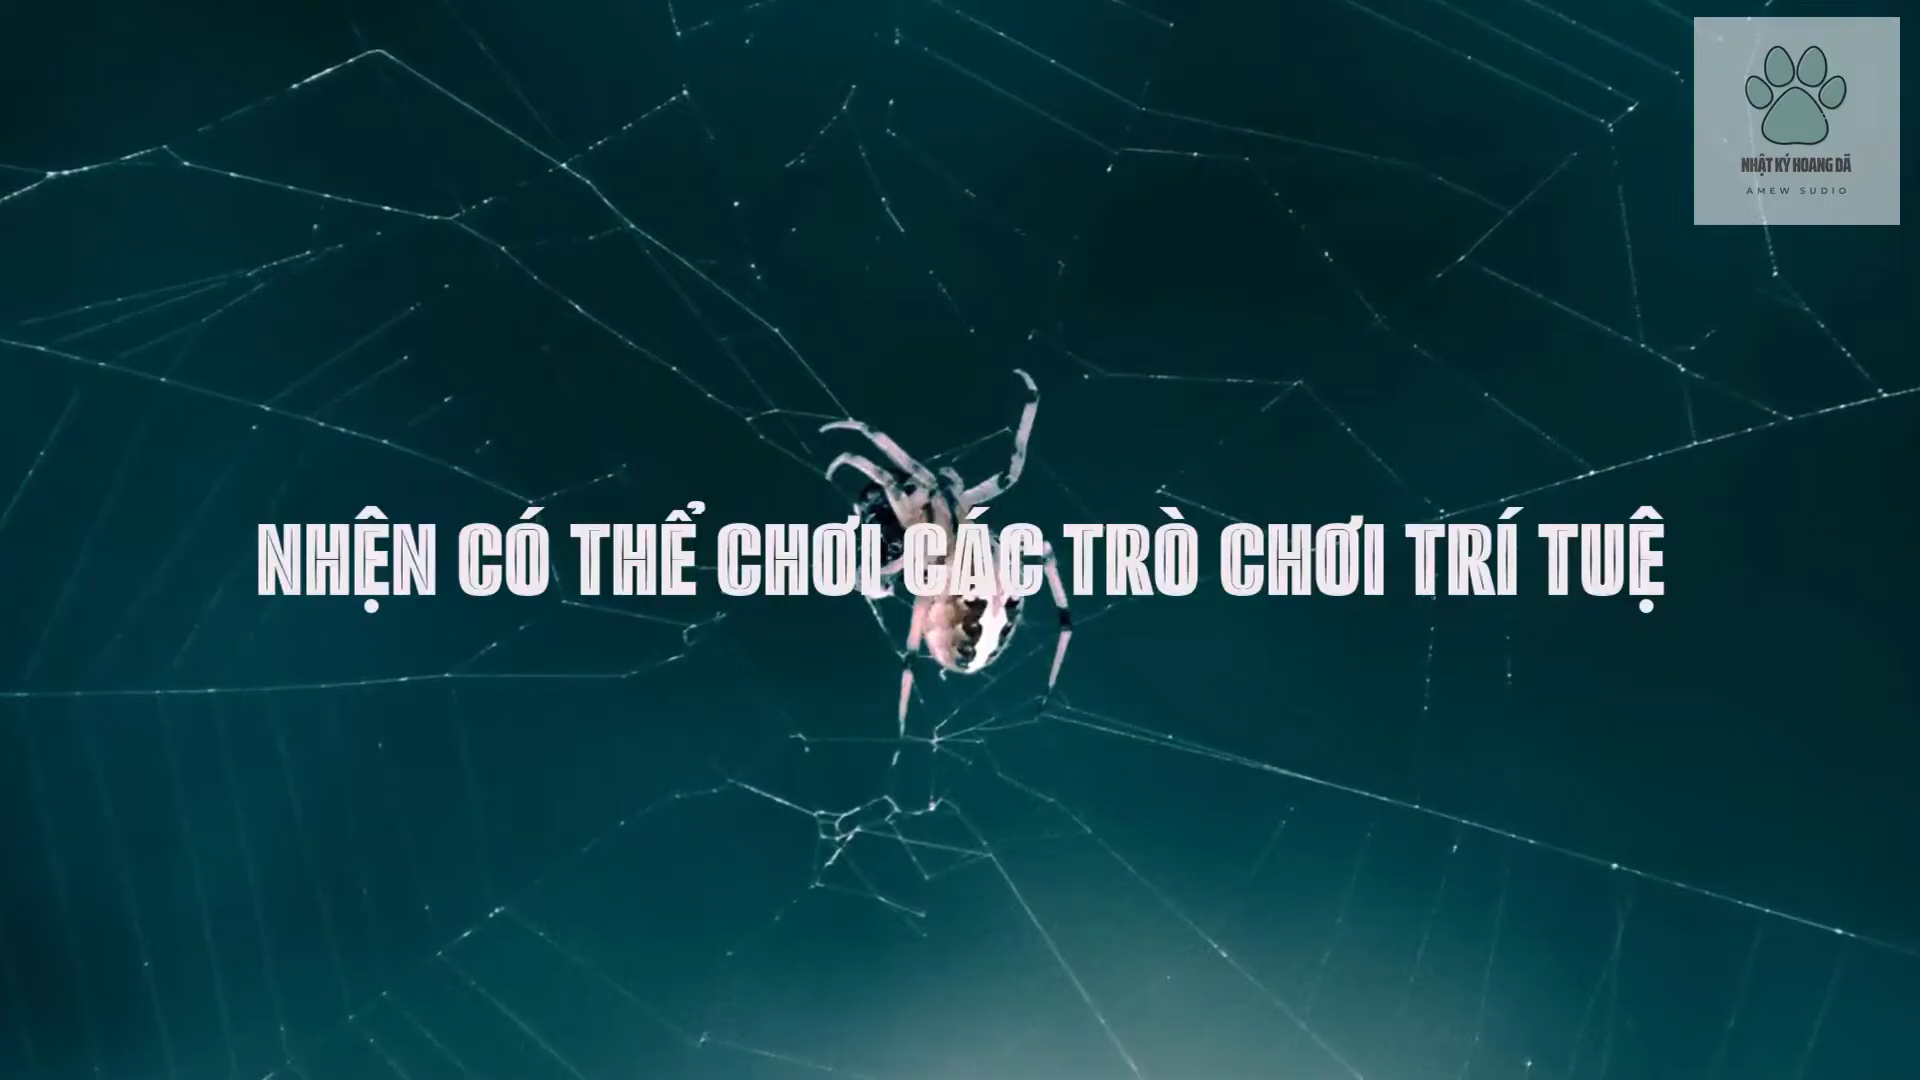 NHẬT KÝ HOANG DÃ
AMEW SUDIO
NHỆN CÓ THỂ CHƠI CÁC TRÒ CHƠI TRÍ TUỆ